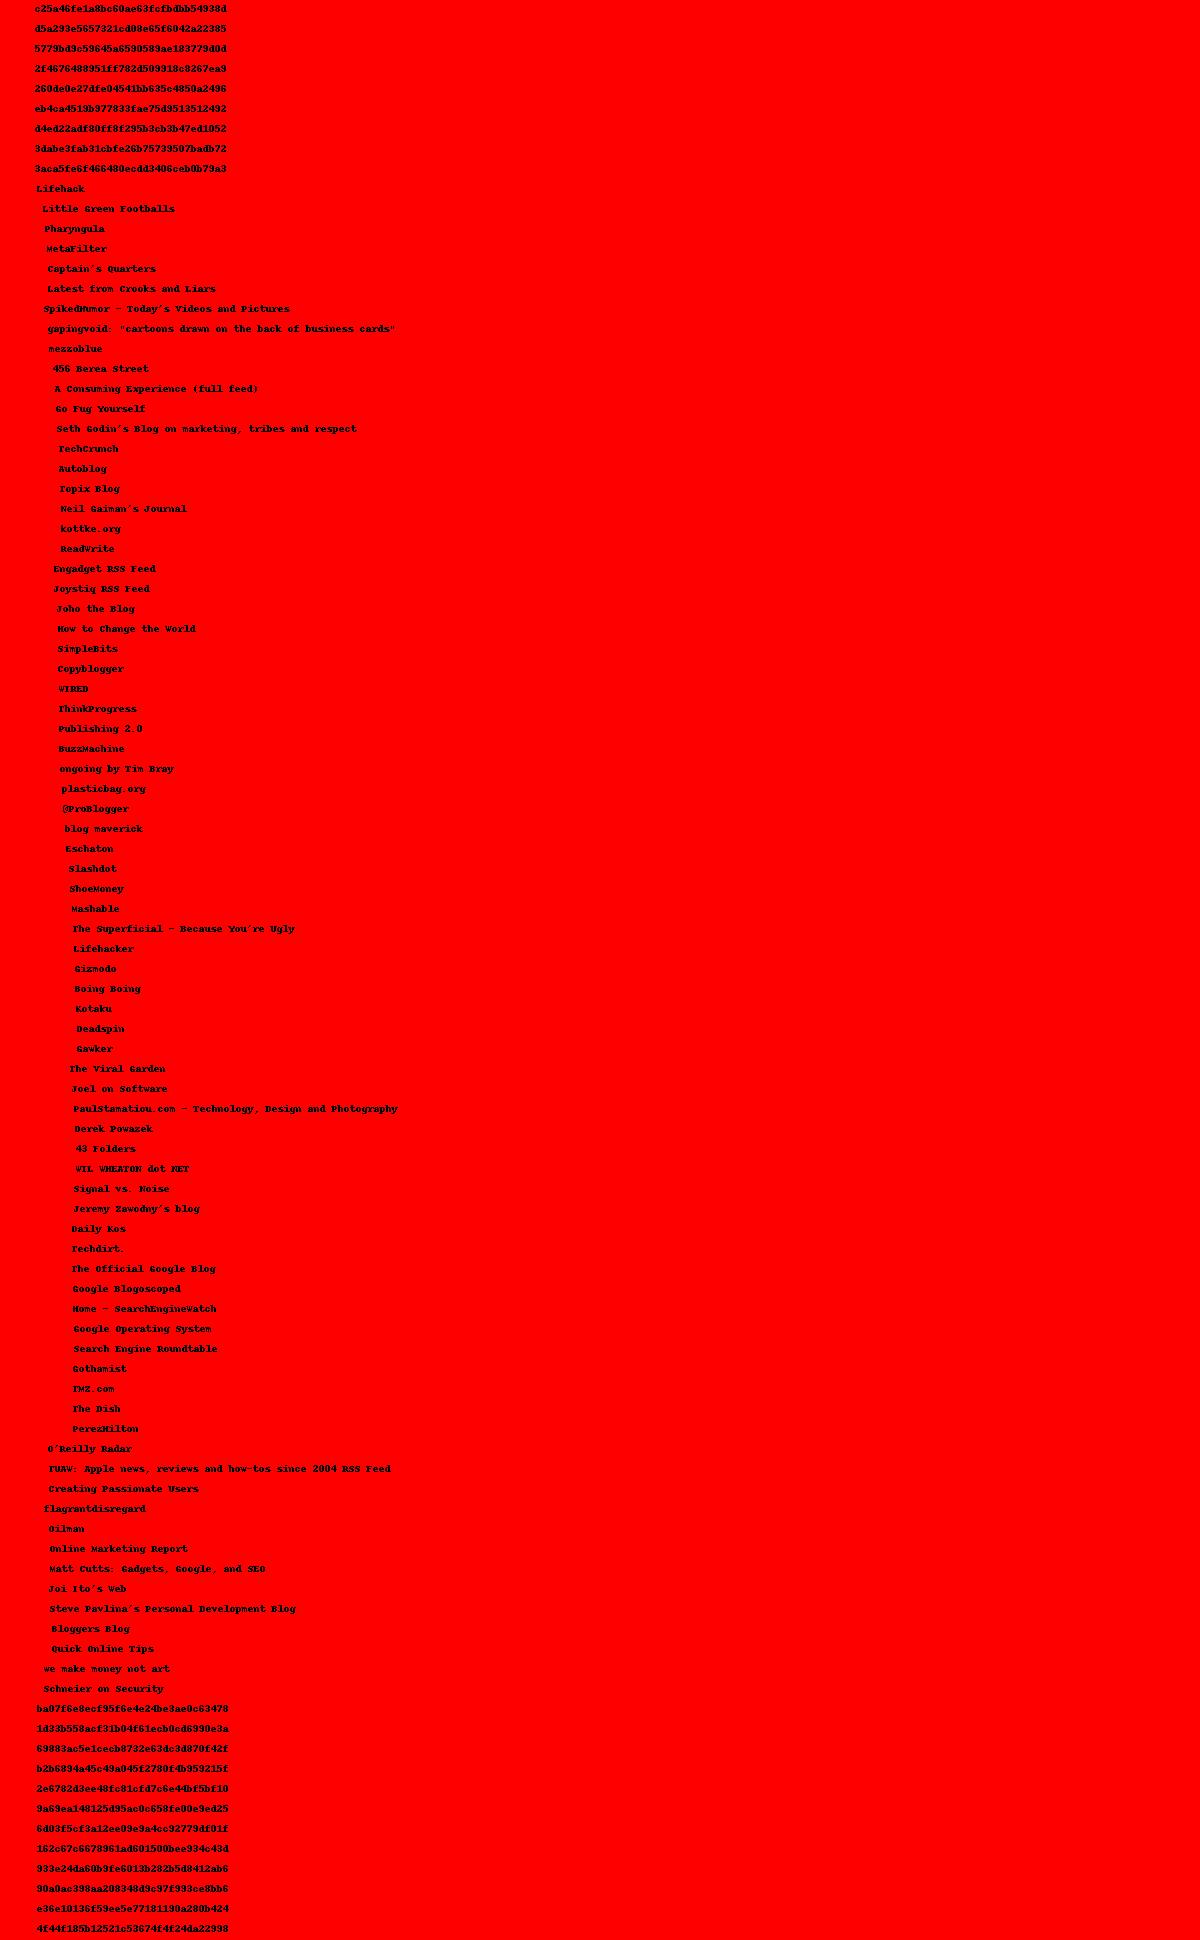 c25a46fe1a8bc60ae63fcfbdbb54938d
d5a293e5657321cd08e65f6042a22385
5779bd9c59645a6590589ae183779d0d
2f4676488951ff782d509918c8267ea9
260de0e27dfe04541bb635c4850a2496
eb4ca4519b977833fae75d9513512492
d4ed22adf80ff8f295b3cb3b47ed1052
3dabe3fab31cbfe26b75739507badb72
3aca5fe6f466480ecdd3406ceb0b79a3
Lifehack
Little Green Footballs
Pharyngula
MetaFilter
Captain's Quarters
Latest from Crooks and Liars
SpikedHumor - Today's Videos and Pictures
gapingvoid: "cartoons drawn on the back of business cards"
mezzoblue
456 Berea Street
A Consuming Experience (full feed)
Go Fug Yourself
Seth Godin's Blog on marketing, tribes and respect
TechCrunch
Autoblog
Topix Blog
Neil Gaiman's Journal
kottke.org
ReadWrite
Engadget RSS Feed
Joystiq RSS Feed
Joho the Blog
How to Change the World
SimpleBits
Copyblogger
WIRED
ThinkProgress
Publishing 2.0
BuzzMachine
ongoing by Tim Bray
plasticbag.org
@ProBlogger
blog maverick
Eschaton
Slashdot
ShoeMoney
Mashable
The Superficial - Because You're Ugly
Lifehacker
Gizmodo
Boing Boing
Kotaku
Deadspin
Gawker
The Viral Garden
Joel on Software
PaulStamatiou.com - Technology, Design and Photography
Derek Powazek
43 Folders
WIL WHEATON dot NET
Signal vs. Noise
Jeremy Zawodny's blog
Daily Kos
Techdirt.
The Official Google Blog
Google Blogoscoped
Home - SearchEngineWatch
Google Operating System
Search Engine Roundtable
Gothamist
TMZ.com
The Dish
PerezHilton
O'Reilly Radar
TUAW: Apple news, reviews and how-tos since 2004 RSS Feed
Creating Passionate Users
flagrantdisregard
Oilman
Online Marketing Report
Matt Cutts: Gadgets, Google, and SEO
Joi Ito's Web
Steve Pavlina's Personal Development Blog
Bloggers Blog
Quick Online Tips
we make money not art
Schneier on Security
ba07f6e8ecf95f6e4e24be3ae0c63478
1d33b558acf31b04f61ecb0cd6990e3a
69883ac5e1cecb8732e63dc3d870f42f
b2b6894a45c49a045f2780f4b959215f
2e6782d3ee48fc81cfd7c6e44bf5bf10
9a69ea148125d95ac0c658fe00e9ed25
6d03f5cf3a12ee09e9a4cc92779df01f
162c67c6678961ad601500bee934c43d
933e24da60b9fe6013b282b5d8412ab6
90a0ac398aa208348d9c97f993ce8bb6
e36e10136f59ee5e77181190a280b424
4f44f185b12521c53674f4f24da22998